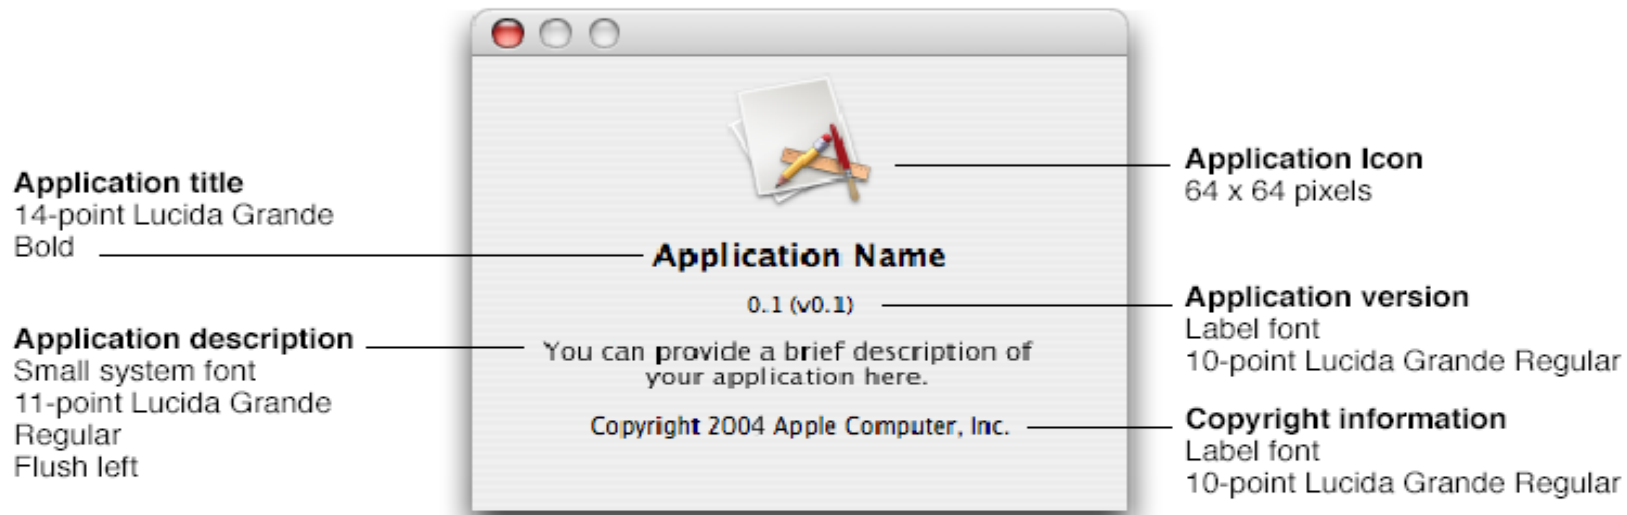 Application title
14-point Lucida Grande
Bold
Application description
Small system font
11-point Lucida Grande
Regular
Flush left
Application Name
0.1 (v0.1)
You can provide a brief description of
your application here.
Copyright 2004 Apple Computer, Inc.
Application Icon
64 x 64 pixels
Application version
Label font
10-point Lucida Grande Regular
Copyright information
Label font
10-point Lucida Grande Regular